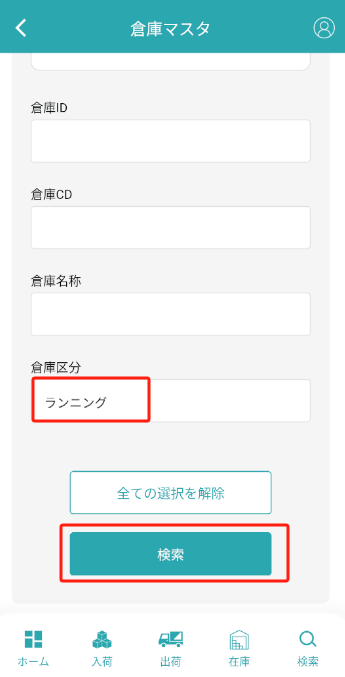 倉庫マスタ
倉庫ID
倉庫CD
倉庫名称
倉庫区分
ランニング
全ての選択を解除
検索
ホーム 入荷 出荷 在庫 検索